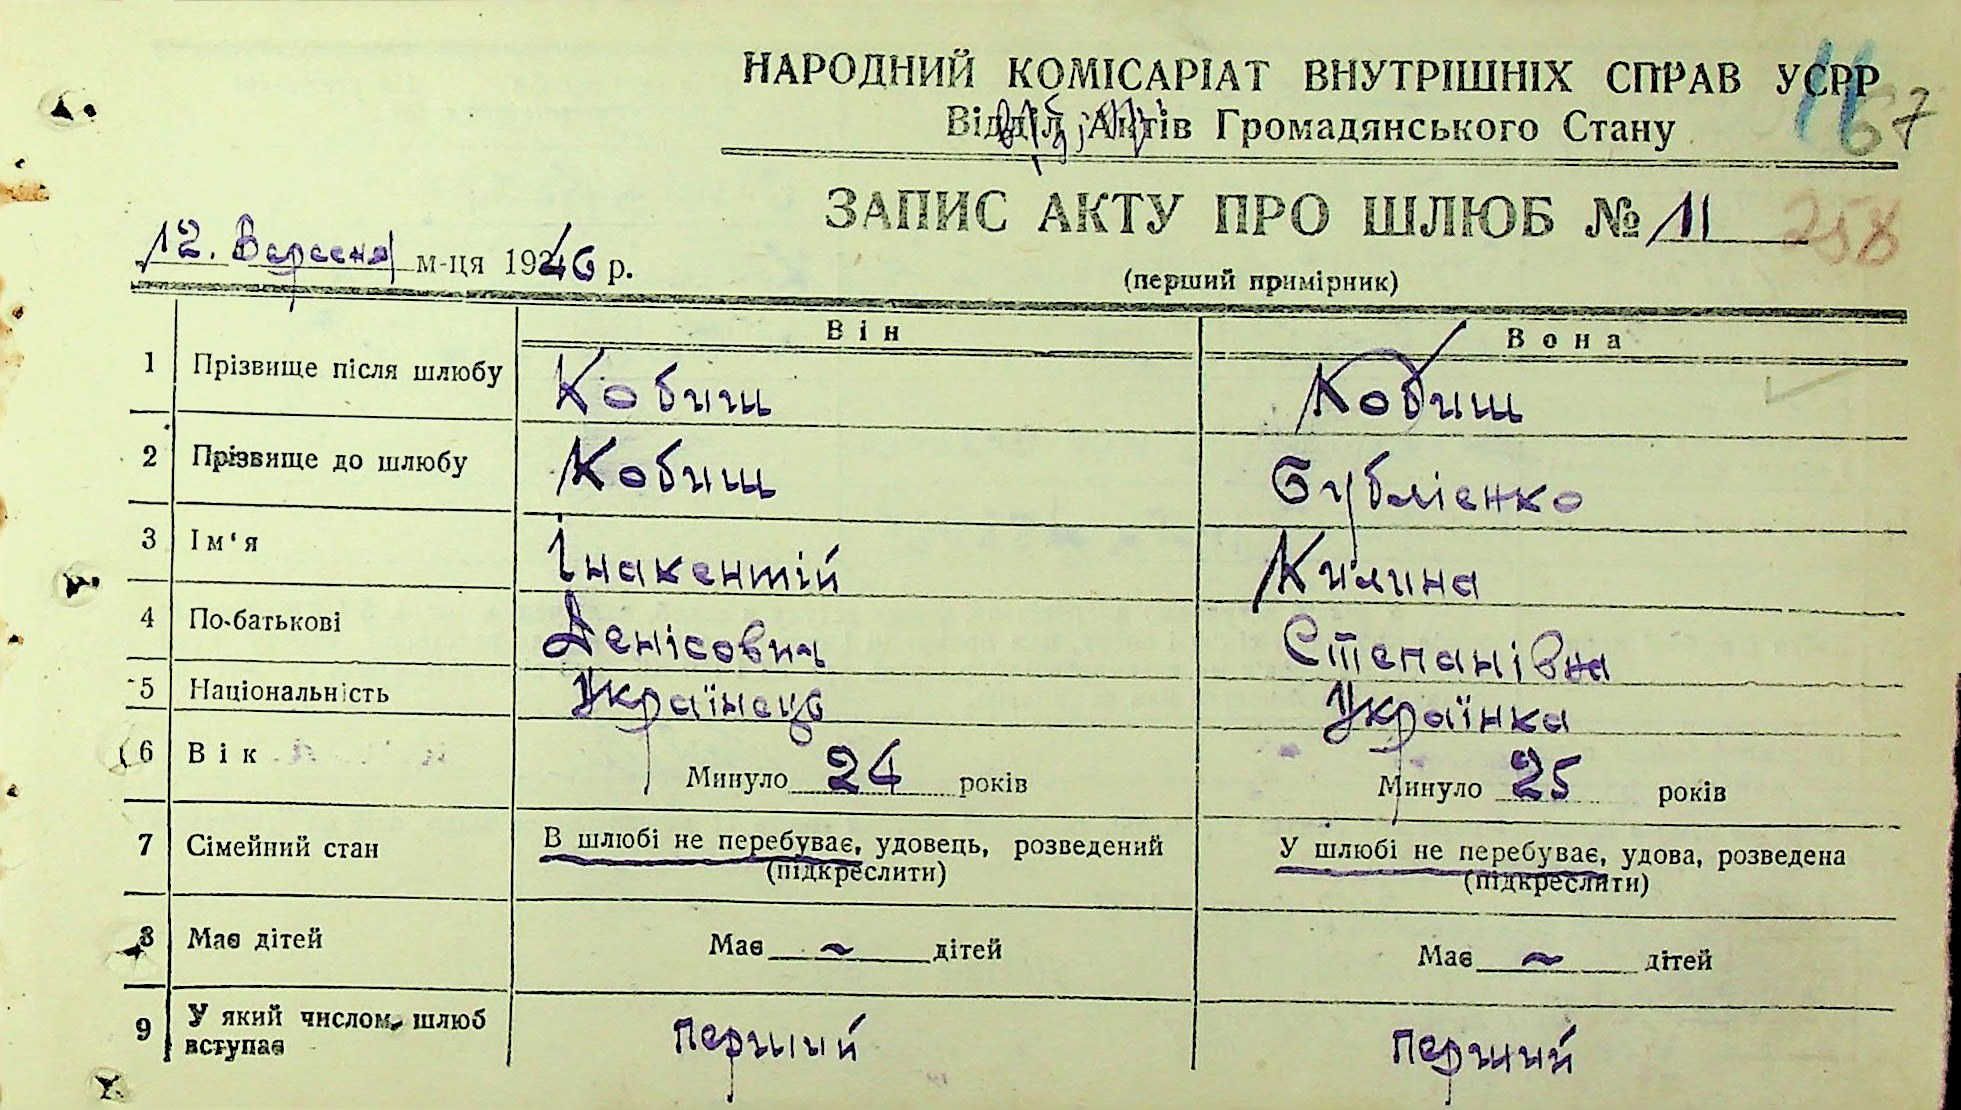 НАРОДНИЙ КОМІСАРІАТ ВНУТРІШНІХ СПРАВ УСРР
Відділ Актів Громадянського Стану
67
ЗАПИС АКТУ ПРО ШЛЮБ № 11
258
12. Вересня м-ця 1946 р.
(перший примірник)
Він Вона
1 Прізвище після шлюбу Кобиш Кобиш
2 Прізвище до шлюбу Кобиш Бублієнко
3 Ім'я Інакентій Килина
4 По-батькові Денісович Степанівна
5 Національність Українець Українка
6 Вік Минуло 24 років Минуло 25 років
7 Сімейний стан В шлюбі не перебуває, удовець, розведений У шлюбі не перебуває, удова, розведена
(підкреслити) (підкреслити)
8 Має дітей Має ~ дітей Має ~ дітей
9 У який числом шлюб вступає перший перший